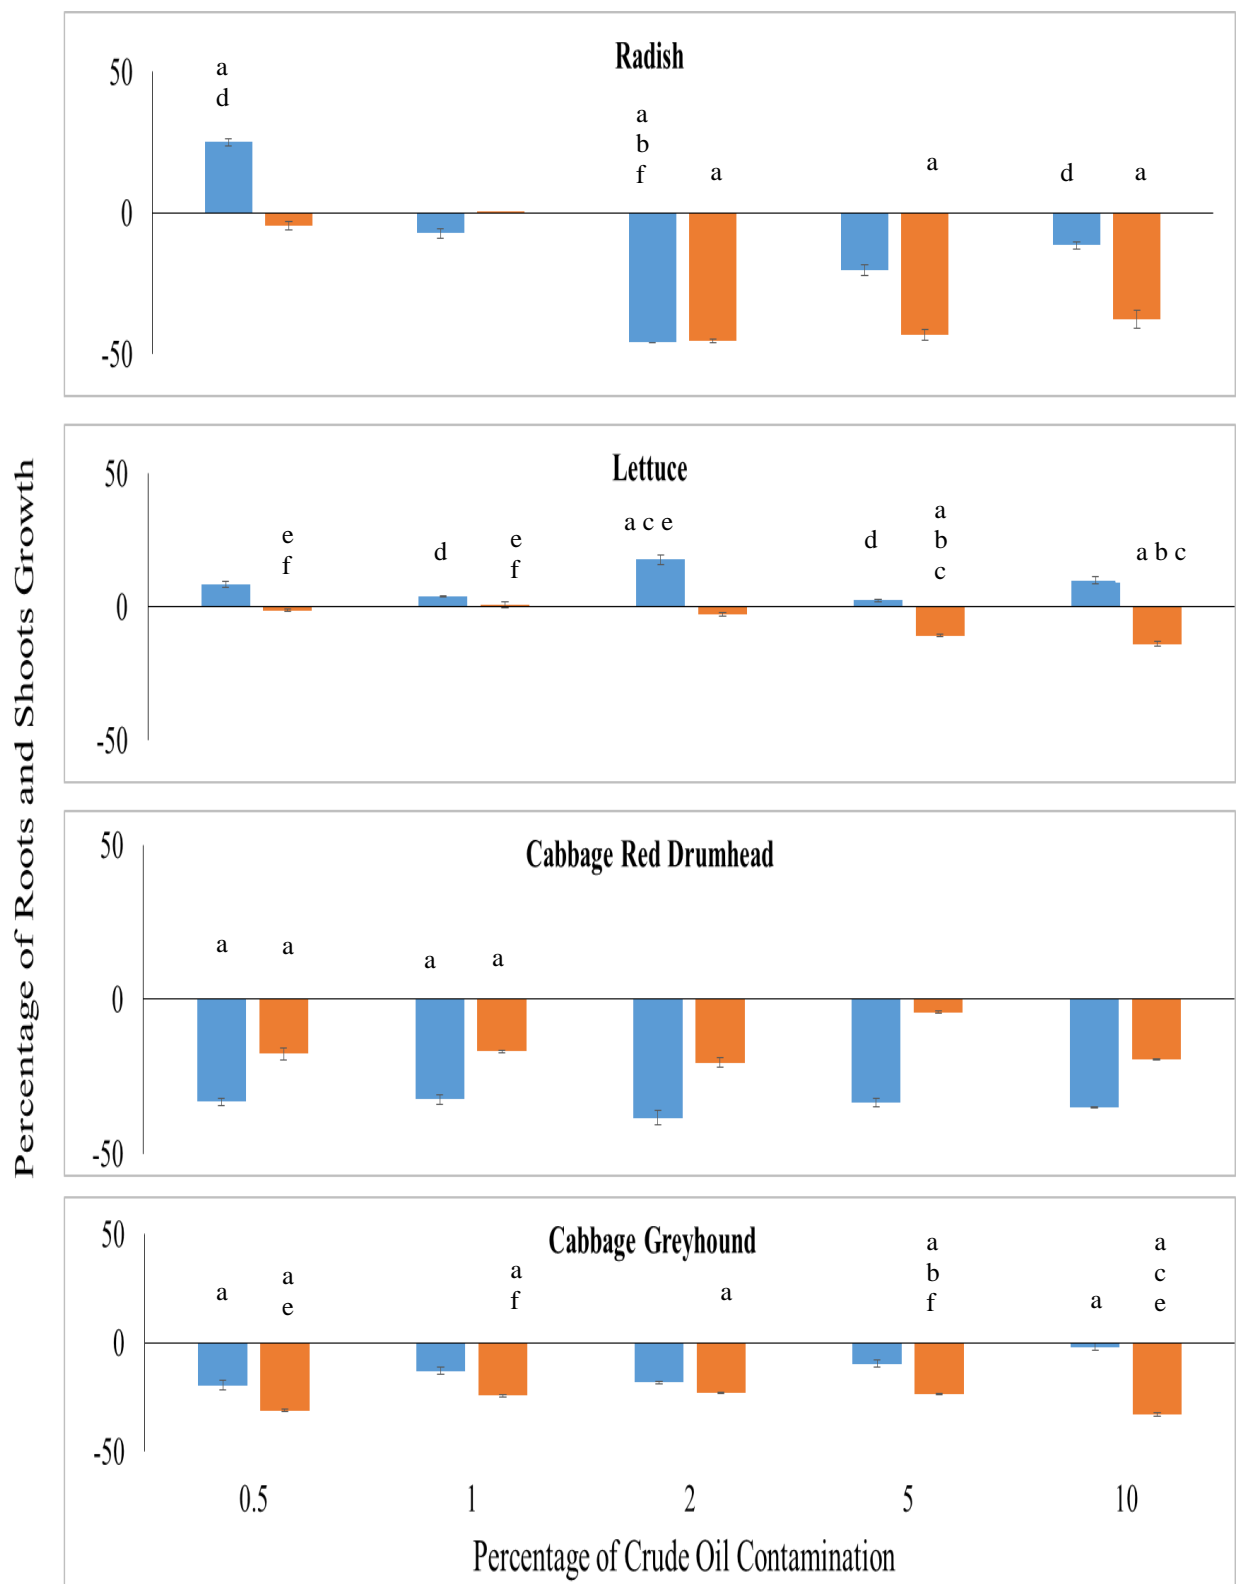 Percentage of Roots and Shoots Growth
Radish
50
0
-50
a
d
a
b
f
a
a
d
a
Lettuce
50
0
-50
e
f
d
e
f
a c e
d
a
b
c
a b c
Cabbage Red Drumhead
50
0
-50
a
a
a
a
Cabbage Greyhound
50
0
-50
a
a
e
a
f
a
a
b
f
a
a
c
e
0.5 1 2 5 10
Percentage of Crude Oil Contamination